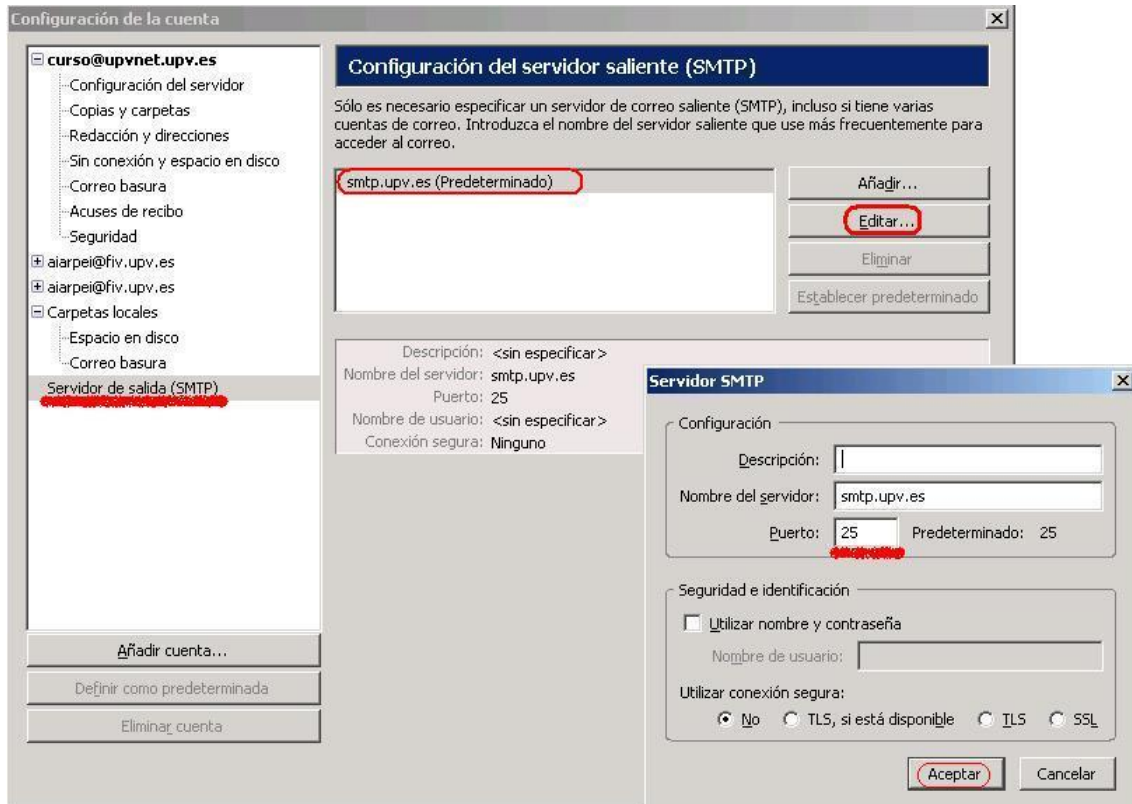 Configuración de la cuenta
curso@upvnet.upv.es
Configuración del servidor
Copias y carpetas
Redacción y direcciones
Sin conexión y espacio en disco
Correo basura
Acuses de recibo
Seguridad
aiarpei@fiv.upv.es
aiarpei@fiv.upv.es
Carpetas locales
Espacio en disco
Correo basura
Servidor de salida (SMTP)
Añadir cuenta...
Definir como predeterminada
Eliminar cuenta
Configuración del servidor saliente (SMTP)
Sólo es necesario especificar un servidor de correo saliente (SMTP), incluso si tiene varias
cuentas de correo. Introduzca el nombre del servidor saliente que use más frecuentemente para
acceder al correo.
smtp.upv.es (Predeterminado)
Añadir...
Editar...
Eliminar
Establecer predeterminado
Descripción: <sin especificar>
Nombre del servidor: smtp.upv.es
Puerto: 25
Nombre de usuario: <sin especificar>
Conexión segura: Ninguno
Servidor SMTP
Configuración
Descripción:
Nombre del servidor: smtp.upv.es
Puerto: 25 Predeterminado: 25
Seguridad e identificación
Utilizar nombre y contraseña
Nombre de usuario:
Utilizar conexión segura:
No TLS, si está disponible TLS SSL
Aceptar Cancelar